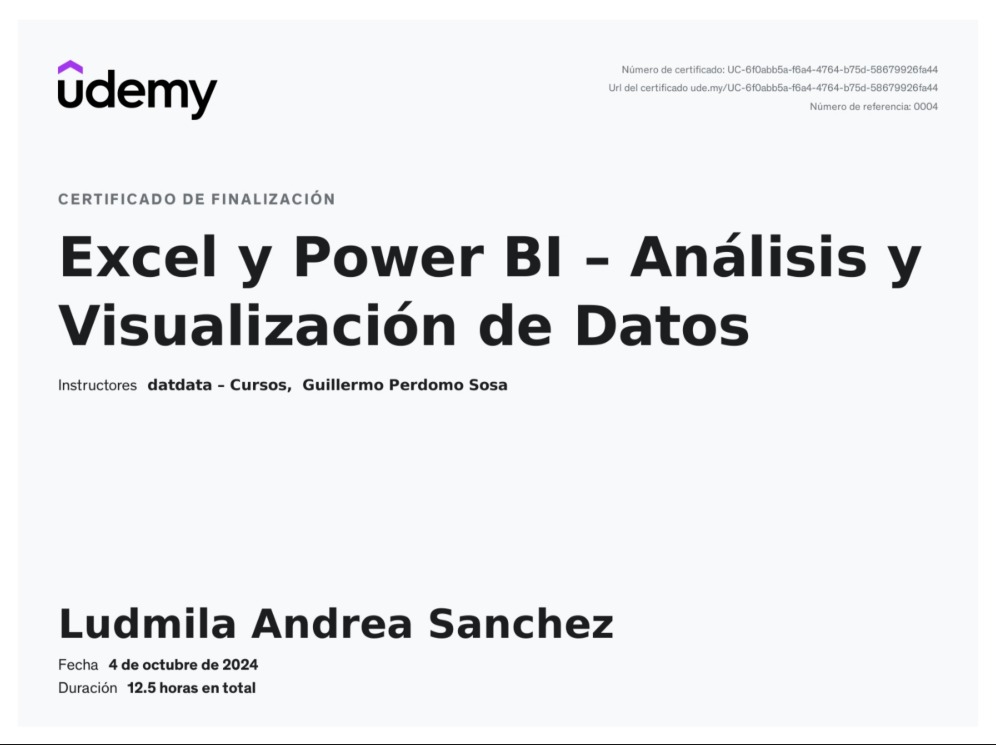 udemy
Número de certificado: UC-6f0abb5a-f6a4-4764-b75d-58679926fa44
Url del certificado ude.my/UC-6f0abb5a-f6a4-4764-b75d-58679926fa44
Número de referencia: 0004
CERTIFICADO DE FINALIZACIÓN
Excel y Power BI – Análisis y
Visualización de Datos
Instructores datdata – Cursos, Guillermo Perdomo Sosa
Ludmila Andrea Sanchez
Fecha 4 de octubre de 2024
Duración 12.5 horas en total